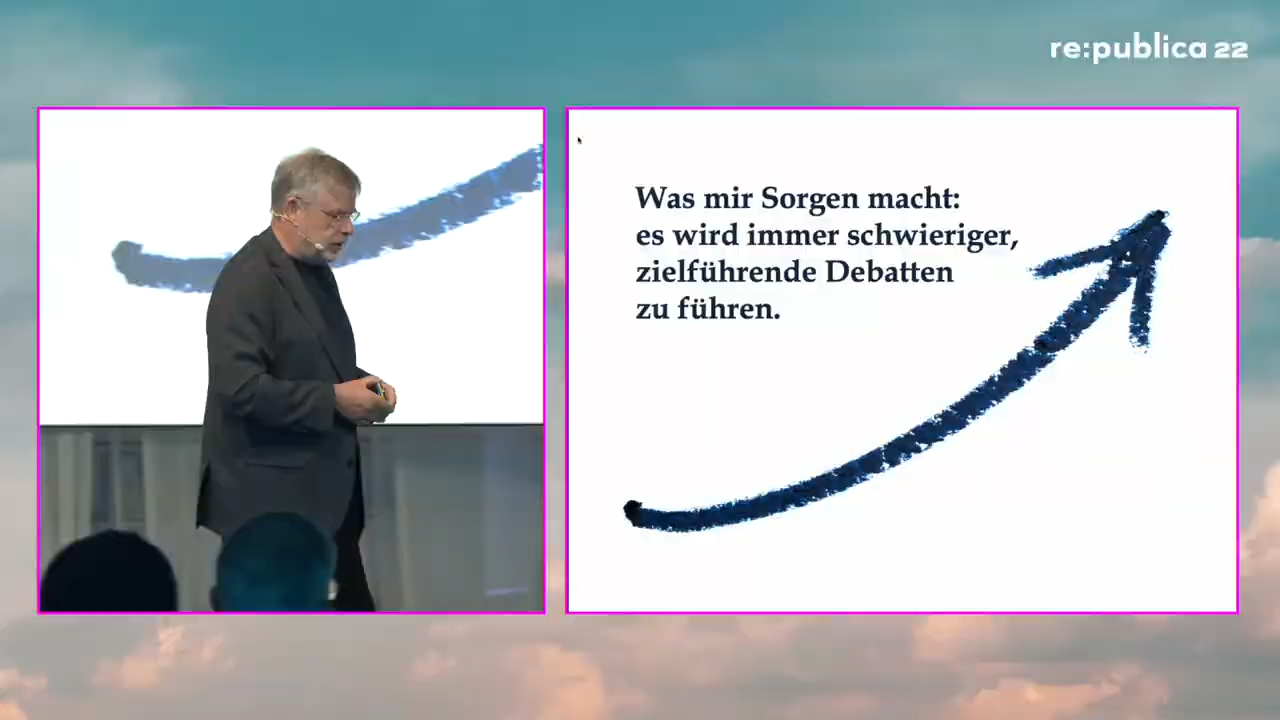 re:publica 22
Was mir Sorgen macht:
es wird immer schwieriger,
zielführende Debatten
zu führen.